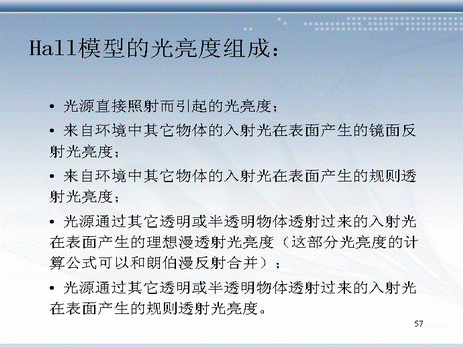 Hall模型的光亮度组成：
• 光源直接照射而引起的光亮度；
• 来自环境中其它物体的入射光在表面产生的镜面反
射光亮度；
• 来自环境中其它物体的入射光在表面产生的规则透
射光亮度；
• 光源通过其它透明或半透明物体透射过来的入射光
在表面产生的理想漫透射光亮度（这部分光亮度的计
算公式可以和朗伯漫反射合并）；
• 光源通过其它透明或半透明物体透射过来的入射光
在表面产生的规则透射光亮度。
57